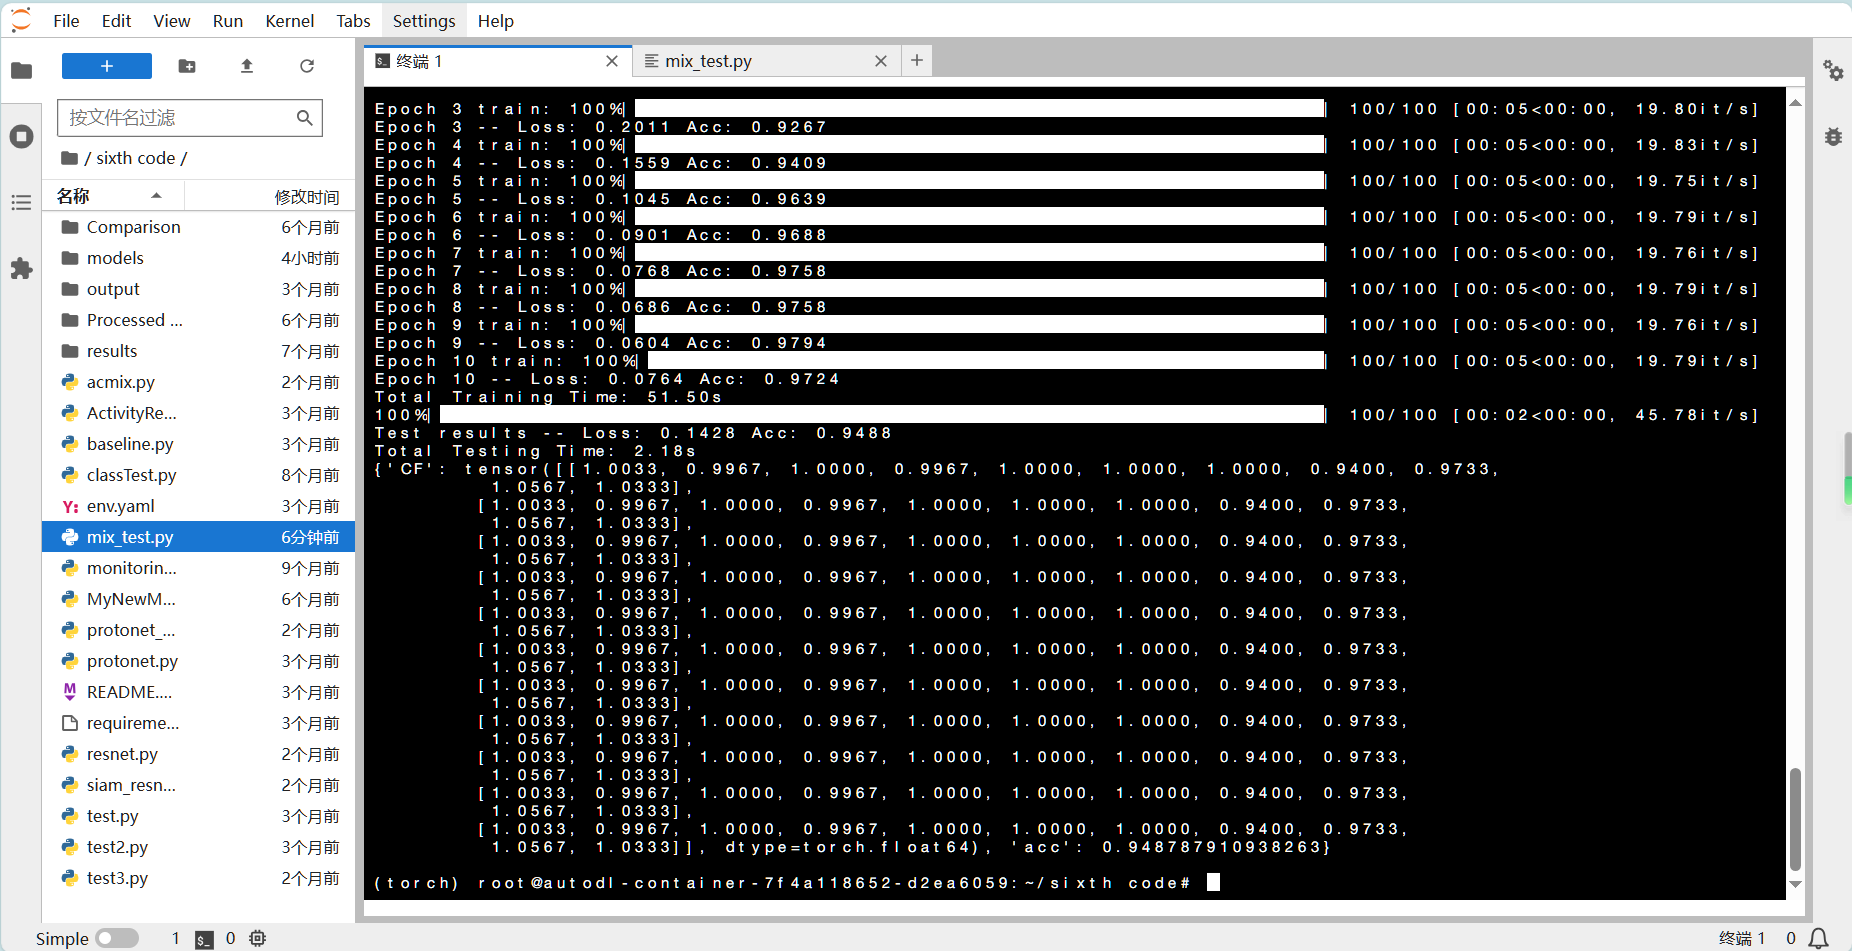 File Edit View Run Kernel Tabs Settings Help
+
按文件名过滤
/ sixth code /
名称 修改时间
Comparison 6个月前
models 4小时前
output 3个月前
Processed ... 6个月前
results 7个月前
acmix.py 2个月前
ActivityRe... 3个月前
baseline.py 3个月前
classTest.py 8个月前
Y: env.yaml 3个月前
mix_test.py 6分钟前
monitorin... 9个月前
MyNewM... 6个月前
protonet_... 2个月前
protonet.py 3个月前
README.... 3个月前
requireme... 3个月前
resnet.py 2个月前
siam_resn... 2个月前
test.py 3个月前
test2.py 3个月前
test3.py 2个月前
终端 1 mix_test.py +
Epoch 3 train: 100%| | 100/100 [00:05<00:00, 19.80it/s]
Epoch 3 -- Loss: 0.2011 Acc: 0.9267
Epoch 4 train: 100%| | 100/100 [00:05<00:00, 19.83it/s]
Epoch 4 -- Loss: 0.1559 Acc: 0.9409
Epoch 5 train: 100%| | 100/100 [00:05<00:00, 19.75it/s]
Epoch 5 -- Loss: 0.1045 Acc: 0.9639
Epoch 6 train: 100%| | 100/100 [00:05<00:00, 19.79it/s]
Epoch 6 -- Loss: 0.0901 Acc: 0.9688
Epoch 7 train: 100%| | 100/100 [00:05<00:00, 19.76it/s]
Epoch 7 -- Loss: 0.0768 Acc: 0.9758
Epoch 8 train: 100%| | 100/100 [00:05<00:00, 19.79it/s]
Epoch 8 -- Loss: 0.0686 Acc: 0.9758
Epoch 9 train: 100%| | 100/100 [00:05<00:00, 19.76it/s]
Epoch 9 -- Loss: 0.0604 Acc: 0.9794
Epoch 10 train: 100%| | 100/100 [00:05<00:00, 19.79it/s]
Epoch 10 -- Loss: 0.0764 Acc: 0.9724
Total Training Time: 51.50s
100%| | 100/100 [00:02<00:00, 45.78it/s]
Test results -- Loss: 0.1428 Acc: 0.9488
Total Testing Time: 2.18s
{'CF': tensor([[1.0033, 0.9967, 1.0000, 0.9967, 1.0000, 1.0000, 1.0000, 0.9400, 0.9733,
1.0567, 1.0333],
[1.0033, 0.9967, 1.0000, 0.9967, 1.0000, 1.0000, 1.0000, 0.9400, 0.9733,
1.0567, 1.0333],
[1.0033, 0.9967, 1.0000, 0.9967, 1.0000, 1.0000, 1.0000, 0.9400, 0.9733,
1.0567, 1.0333],
[1.0033, 0.9967, 1.0000, 0.9967, 1.0000, 1.0000, 1.0000, 0.9400, 0.9733,
1.0567, 1.0333],
[1.0033, 0.9967, 1.0000, 0.9967, 1.0000, 1.0000, 1.0000, 0.9400, 0.9733,
1.0567, 1.0333],
[1.0033, 0.9967, 1.0000, 0.9967, 1.0000, 1.0000, 1.0000, 0.9400, 0.9733,
1.0567, 1.0333],
[1.0033, 0.9967, 1.0000, 0.9967, 1.0000, 1.0000, 1.0000, 0.9400, 0.9733,
1.0567, 1.0333],
[1.0033, 0.9967, 1.0000, 0.9967, 1.0000, 1.0000, 1.0000, 0.9400, 0.9733,
1.0567, 1.0333],
[1.0033, 0.9967, 1.0000, 0.9967, 1.0000, 1.0000, 1.0000, 0.9400, 0.9733,
1.0567, 1.0333],
[1.0033, 0.9967, 1.0000, 0.9967, 1.0000, 1.0000, 1.0000, 0.9400, 0.9733,
1.0567, 1.0333],
[1.0033, 0.9967, 1.0000, 0.9967, 1.0000, 1.0000, 1.0000, 0.9400, 0.9733,
1.0567, 1.0333]], dtype=torch.float64), 'acc': 0.948787910938263}
(torch) root@autodl-container-7f4a118652-d2ea6059:~/sixth code#
Simple 1 0 终端 1 0